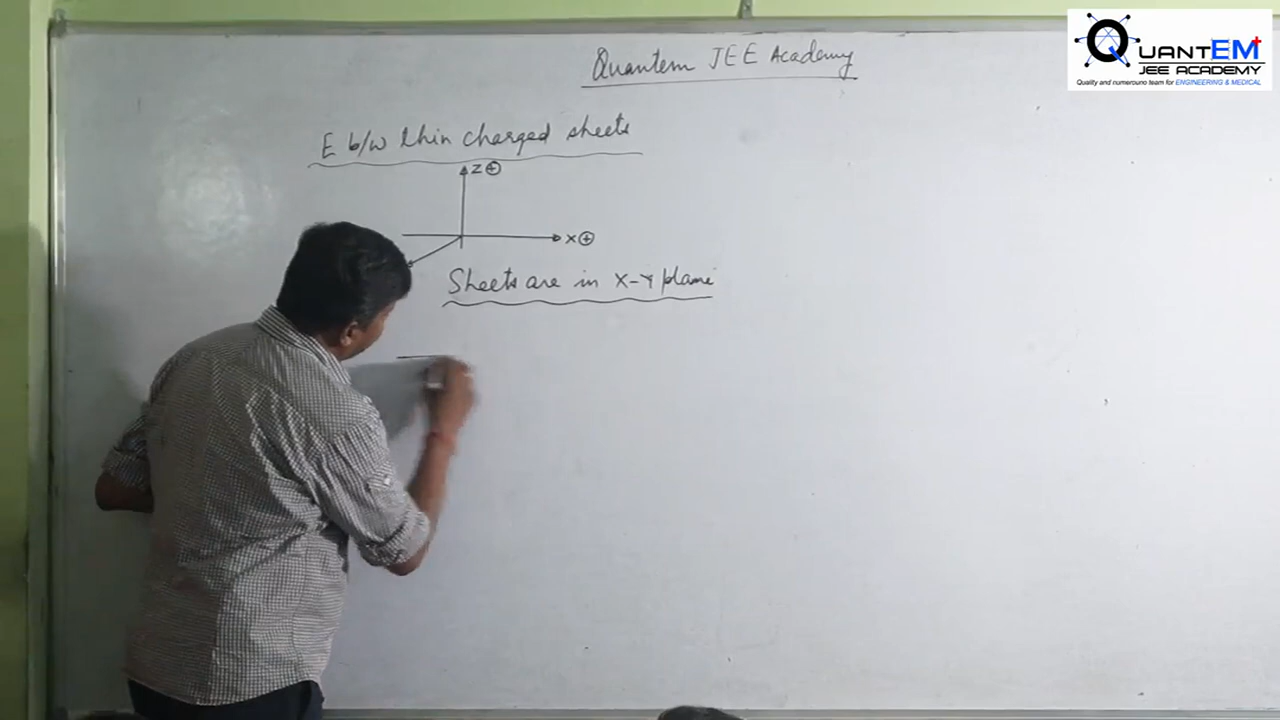 Quantem JEE Academy
QUANTEM+
JEE ACADEMY
Quality and numerouno team for ENGINEERING & MEDICAL
E b/w thin charged sheets
Z⊕
X⊕
Sheets are in X-Y plane